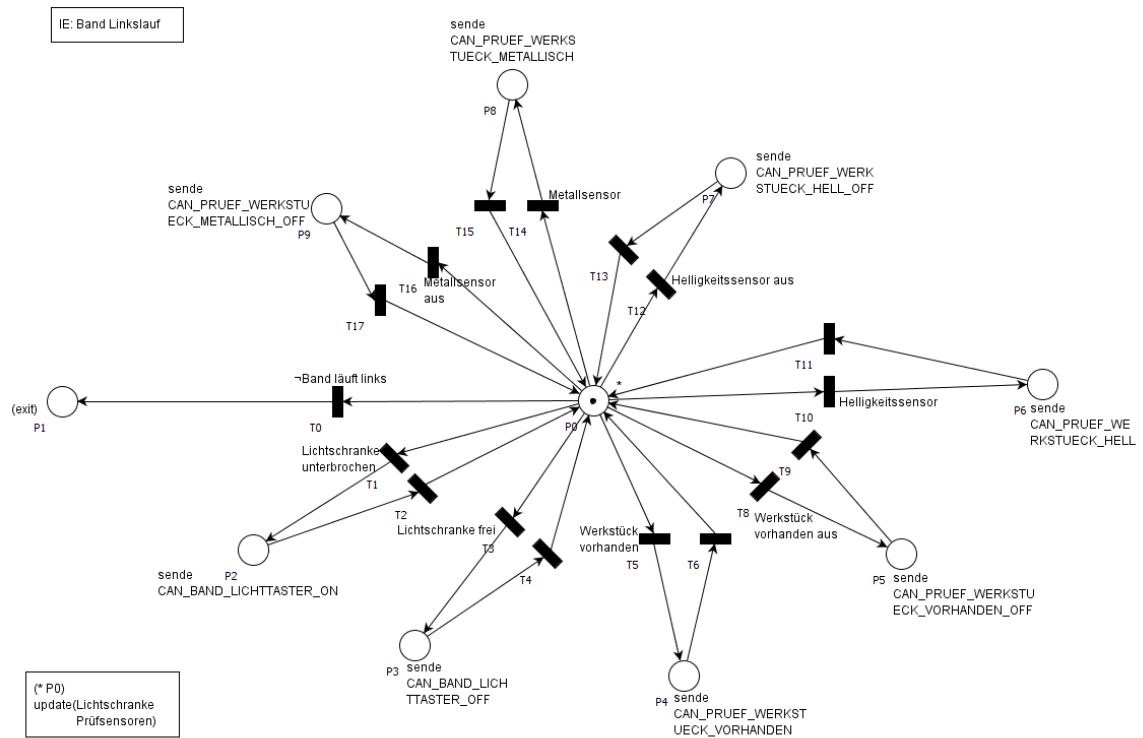 IE: Band Linkslauf
sende
CAN_PRUEF_WERKS
TUECK_METALLISCH
P8
sende
CAN_PRUEF_WERK
STUECK_HELL_OFF
P7
sende
CAN_PRUEF_WERKSTU
ECK_METALLISCH_OFF
P9
Metallsensor
T15
T14
T16
Metallsensor
aus
T13
Helligkeitssensor aus
T12
T17
T11
¬Band läuft links
(exit)
P1
T0
P0
*
Helligkeitssensor
T10
P6
sende
CAN_PRUEF_WE
RKSTUECK_HELL
Lichtschranke
unterbrochen
T1
T2
T9
T8
Werkstück
vorhanden aus
Lichtschranke frei
T3
T4
Werkstück
vorhanden
T5
T6
P2
sende
CAN_BAND_LICHTTASTER_ON
P5
sende
CAN_PRUEF_WERKSTU
ECK_VORHANDEN_OFF
P3
sende
CAN_BAND_LICH
TTASTER_OFF
P4
sende
CAN_PRUEF_WERKST
UECK_VORHANDEN
(* P0)
update(Lichtschranke
Prüfsensoren)